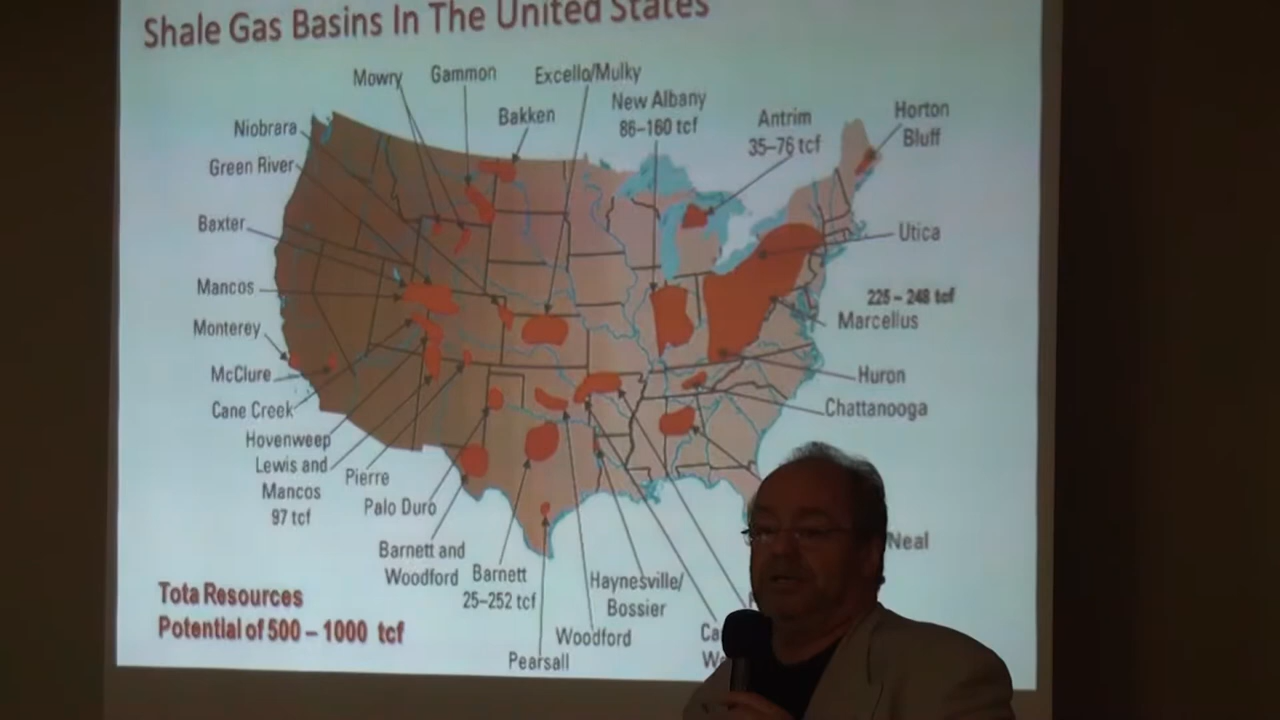 Shale Gas Basins In The United States
Mowry
Gammon
Excello/Mulky
Bakken
New Albany
86–160 tcf
Antrim
35–76 tcf
Horton
Bluff
Niobrara
Green River
Baxter
Utica
Mancos
225 – 248 tcf
Marcellus
Monterey
McClure
Huron
Cane Creek
Chattanooga
Hovenweep
Lewis and
Mancos
97 tcf
Pierre
Palo Duro
Neal
Barnett and
Woodford
Barnett
25–252 tcf
Haynesville/
Bossier
Woodford
Pearsall
Tota Resources
Potential of 500 – 1000 tcf